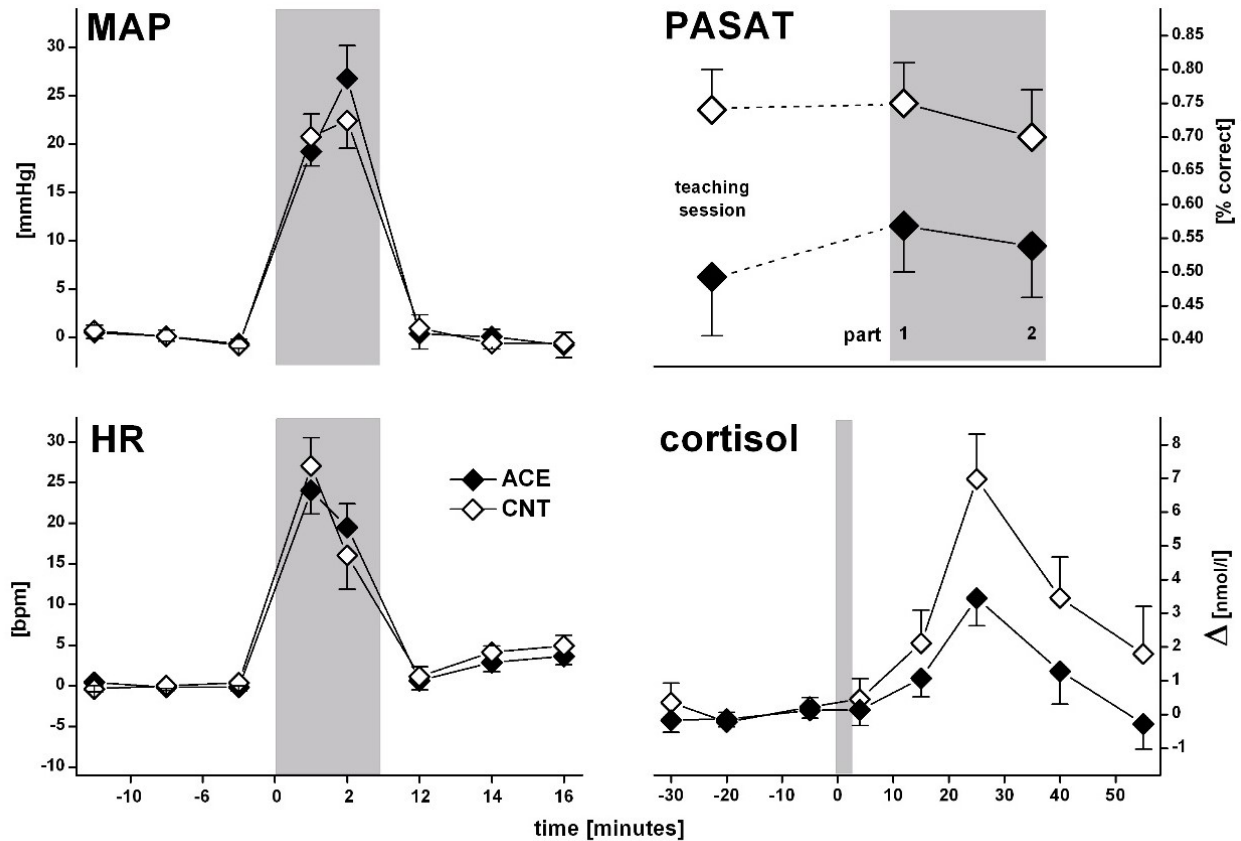 MAP
30
25
20
15
10
5
0
[mmHg]
PASAT
0.85
0.80
0.75
0.70
0.65
0.60
0.55
0.50
0.45
0.40
[% correct]
teaching
session
part 1 2
HR
30
25
20
15
10
5
0
-5
-10
[bpm]
ACE
CNT
-10 -6 0 2 12 14 16
cortisol
8
7
6
5
4
3
2
1
0
-1
Δ [nmol/l]
-30 -20 -10 0 10 20 30 40 50
time [minutes]